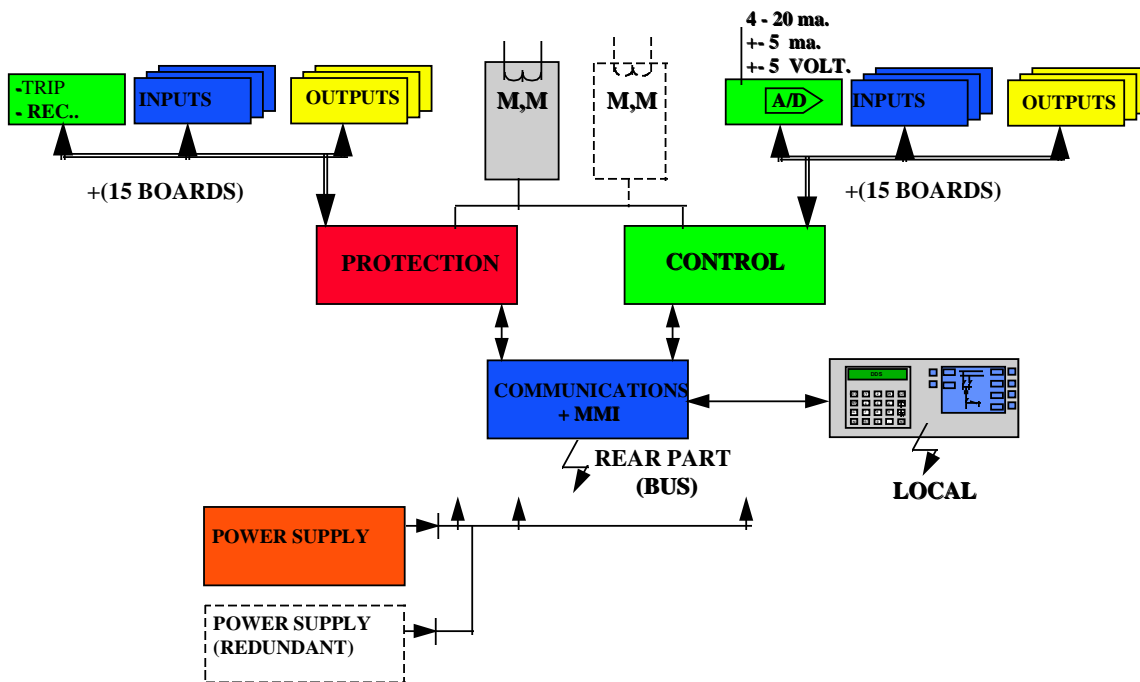 4 - 20 ma.
+- 5 ma.
+- 5 VOLT.
-TRIP
- REC..
INPUTS
OUTPUTS
M,M
M,M
A/D
INPUTS
OUTPUTS
+(15 BOARDS)
+(15 BOARDS)
PROTECTION
CONTROL
COMMUNICATIONS
+ MMI
REAR PART
(BUS)
LOCAL
POWER SUPPLY
POWER SUPPLY
(REDUNDANT)